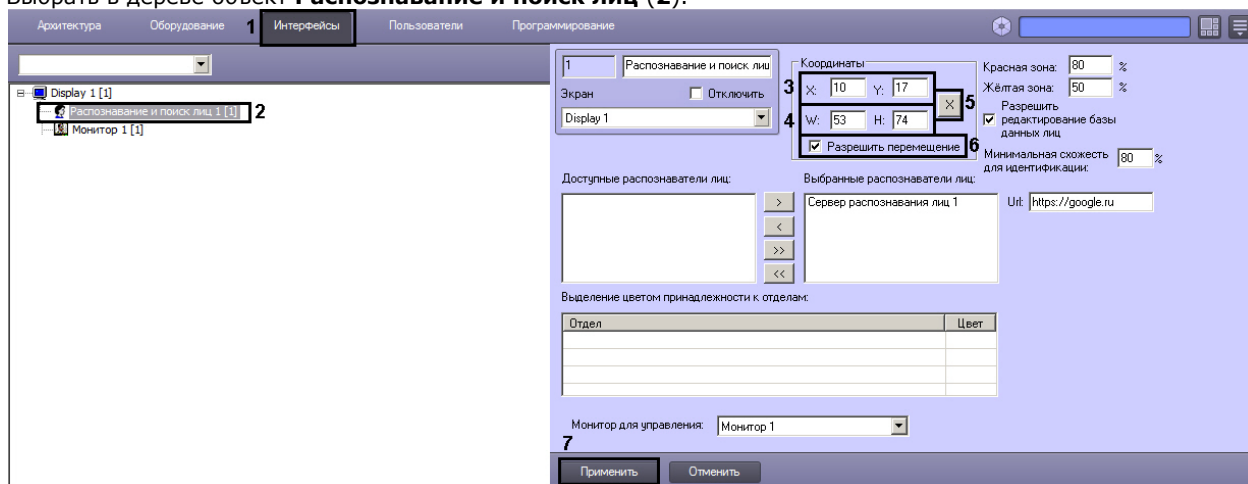 Выбрать в дереве объект Распознавание и поиск лиц (2).
Архитектура Оборудование 1 Интерфейсы Пользователи Программирование
Display 1 [1]
Распознавание и поиск лиц 1 [1] 2
Монитор 1 [1]
1 Распознавание и поиск лиц
Экран Отключить
Display 1
Координаты
3 X: 10 Y: 17
4 W: 53 H: 74
X 5
Разрешить перемещение 6
Красная зона: 80 %
Жёлтая зона: 50 %
Разрешить
редактирование базы
данных лиц
Минимальная схожесть 80 %
для идентификации:
Доступные распознаватели лиц: Выбранные распознаватели лиц:
> Сервер распознавания лиц 1 Url: https://google.ru
<
>>
<<
Выделение цветом принадлежности к отделам:
Отдел Цвет
Монитор для управления: Монитор 1
7
Применить Отменить